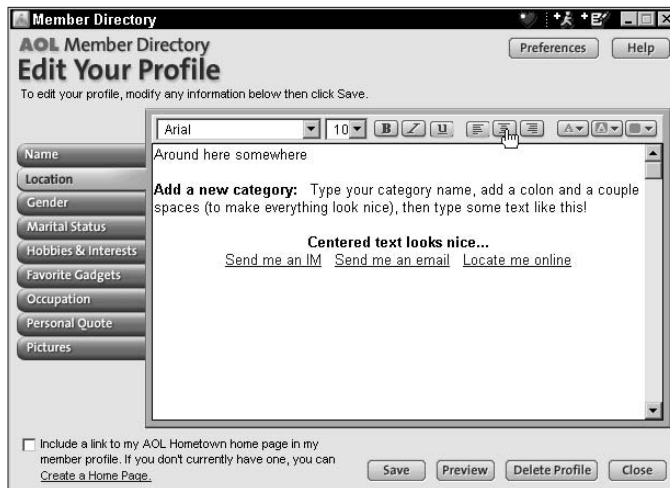 Member Directory
AOL Member Directory
Edit Your Profile
To edit your profile, modify any information below then click Save.
Preferences
Help
Arial
10
B I U
A A
Name
Location
Gender
Marital Status
Hobbies & Interests
Favorite Gadgets
Occupation
Personal Quote
Pictures
Around here somewhere
Add a new category: Type your category name, add a colon and a couple
spaces (to make everything look nice), then type some text like this!
Centered text looks nice...
Send me an IM Send me an email Locate me online
Include a link to my AOL Hometown home page in my
member profile. If you don't currently have one, you can
Create a Home Page.
Save
Preview
Delete Profile
Close